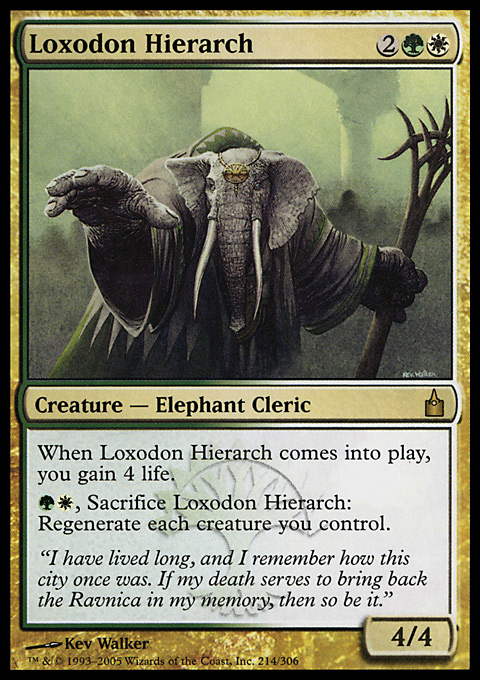 Loxodon Hierarch 2
KEV WALKER
Creature — Elephant Cleric
When Loxodon Hierarch comes into play,
you gain 4 life.
, Sacrifice Loxodon Hierarch:
Regenerate each creature you control.
“I have lived long, and I remember how this
city once was. If my death serves to bring back
the Ravnica in my memory, then so be it.”
Kev Walker
4/4
™ & © 1993–2005 Wizards of the Coast, Inc. 214/306